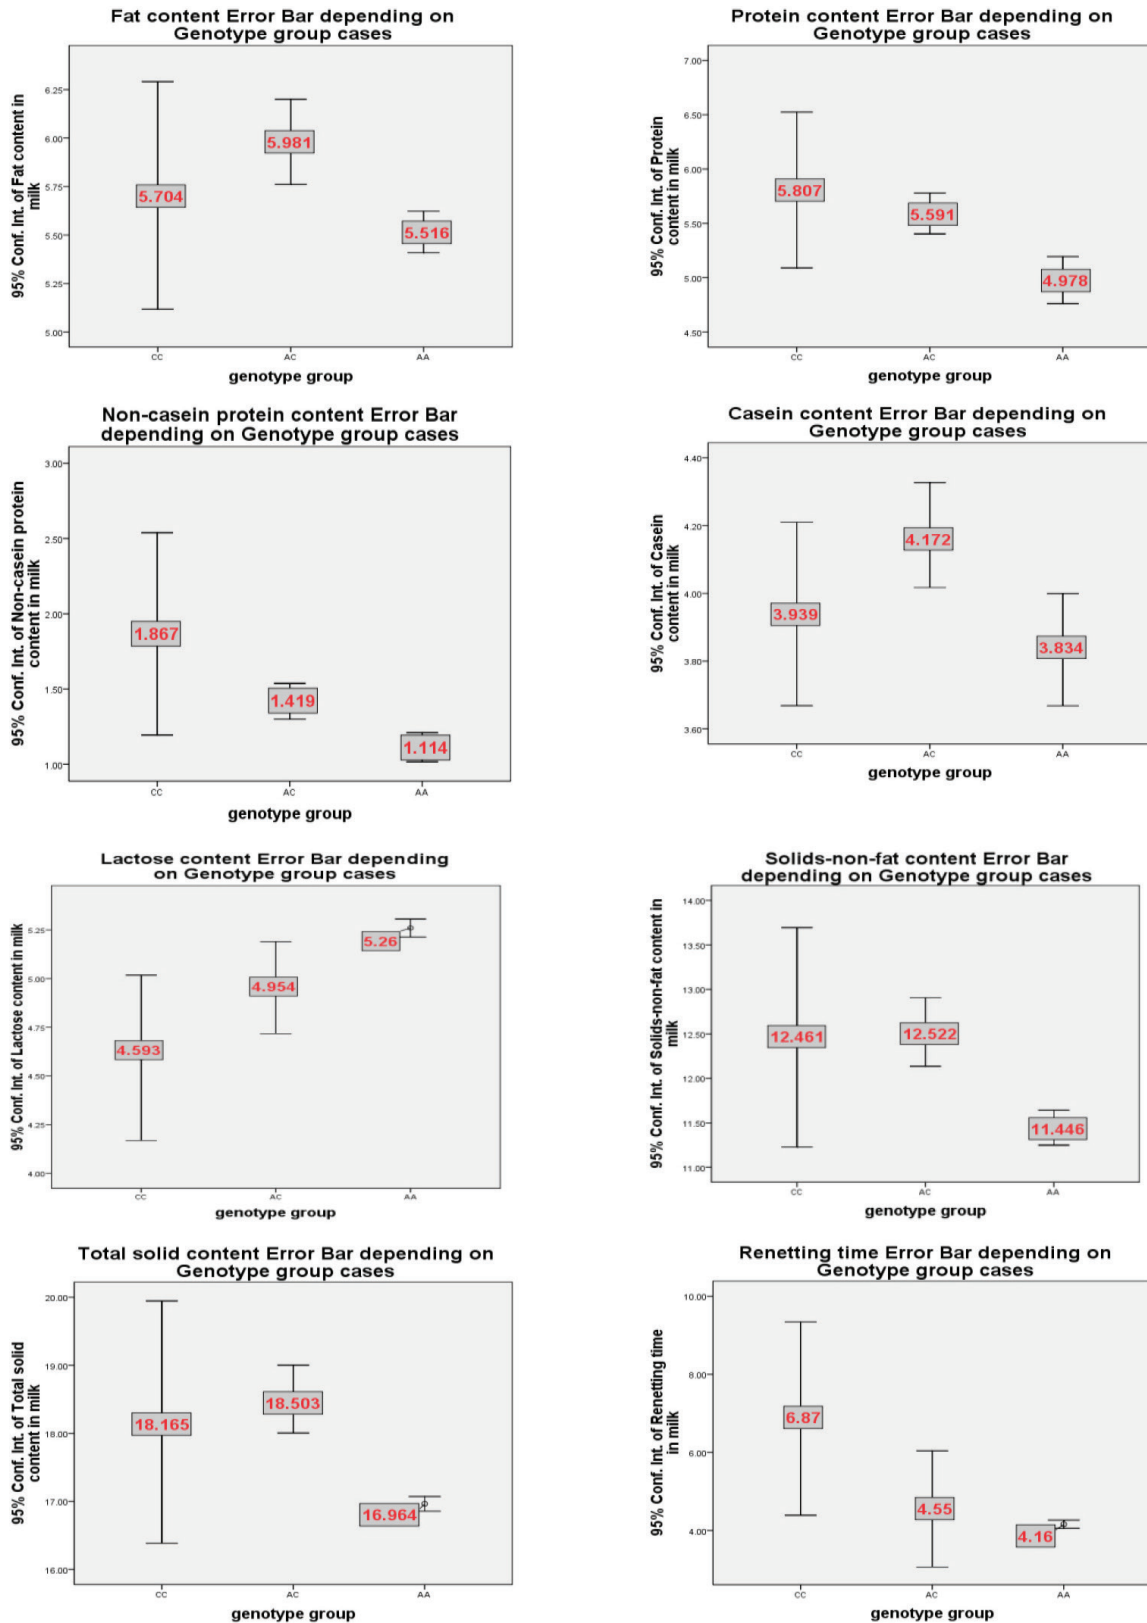 Fat content Error Bar depending on
Genotype group cases
95% Conf. Int. of Fat content in
milk
6.25
6.00
5.75
5.50
5.25
5.00
5.704
5.981
5.516
CC
AC
AA
genotype group
Protein content Error Bar depending on
Genotype group cases
95% Conf. Int. of Protein
content in milk
7.00
6.50
6.00
5.50
5.00
4.50
5.807
5.591
4.978
CC
AC
AA
genotype group
Non-casein protein content Error Bar
depending on Genotype group cases
95% Conf. Int. of Non-casein protein
content in milk
3.00
2.50
2.00
1.50
1.00
1.867
1.419
1.114
CC
AC
AA
genotype group
Casein content Error Bar depending on
Genotype group cases
95% Conf. Int. of Casein
content in milk
4.40
4.20
4.00
3.80
3.60
3.939
4.172
3.834
CC
AC
AA
genotype group
Lactose content Error Bar depending
on Genotype group cases
95% Conf. Int. of Lactose content in milk
5.25
5.00
4.75
4.50
4.25
4.00
4.593
4.954
5.26
CC
AC
AA
genotype group
Solids-non-fat content Error Bar
depending on Genotype group cases
95% Conf. Int. of Solids-non-fat content in
milk
14.00
13.50
13.00
12.50
12.00
11.50
11.00
12.461
12.522
11.446
CC
AC
AA
genotype group
Total solid content Error Bar depending on
Genotype group cases
95% Conf. Int. of Total solid
content in milk
20.00
19.00
18.00
17.00
16.00
18.165
18.503
16.964
CC
AC
AA
genotype group
Renetting time Error Bar depending on
Genotype group cases
95% Conf. Int. of Renetting time
in milk
10.00
8.00
6.00
4.00
6.87
4.55
4.16
CC
AC
AA
genotype group